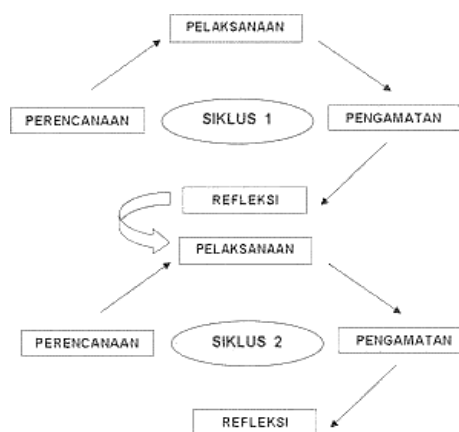 PELAKSANAAN
PERENCANAAN
SIKLUS 1
PENGAMATAN
REFLEKSI
PELAKSANAAN
PERENCANAAN
SIKLUS 2
PENGAMATAN
REFLEKSI